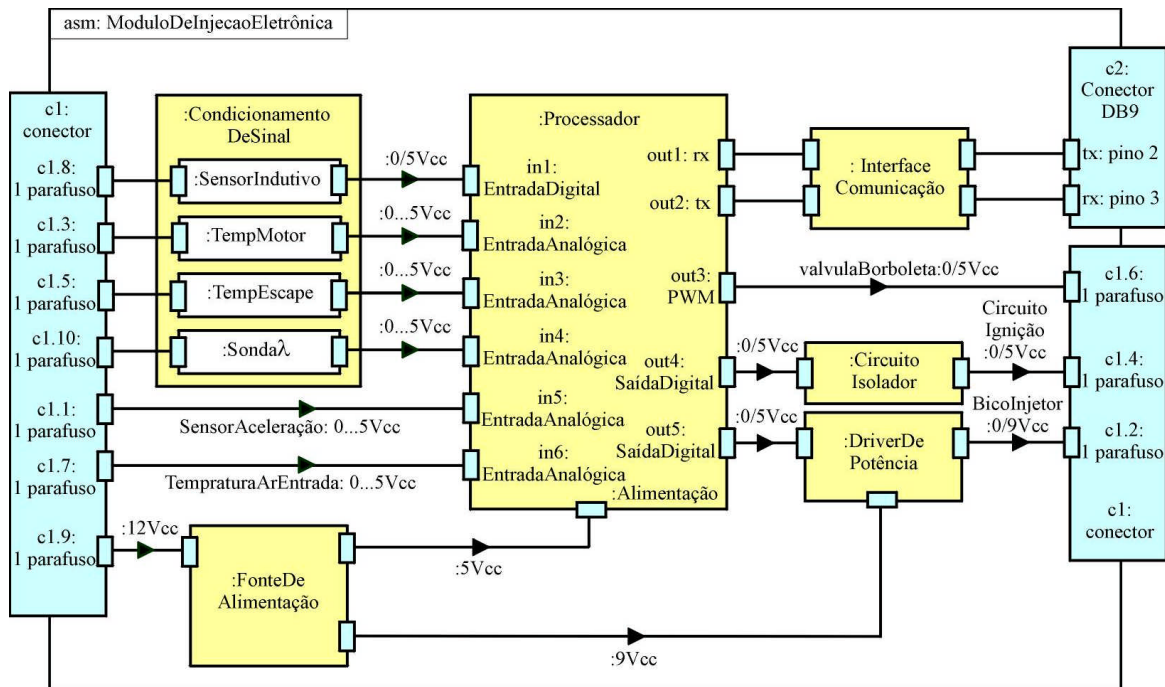 asm: ModuloDeInjecaoEletrônica
c1:
conector
c1.8:
1 parafuso
c1.3:
1 parafuso
c1.5:
1 parafuso
c1.10:
1 parafuso
c1.1:
1 parafuso
c1.7:
1 parafuso
c1.9:
1 parafuso
:Condicionamento
DeSinal
:SensorIndutivo
:TempMotor
:TempEscape
:Sondaλ
:0/5Vcc
:0...5Vcc
:0...5Vcc
:0...5Vcc
SensorAceleração: 0...5Vcc
TempraturaArEntrada: 0...5Vcc
:12Vcc
:FonteDe
Alimentação
:5Vcc
:9Vcc
:Processador
in1:
EntradaDigital
in2:
EntradaAnalógica
in3:
EntradaAnalógica
in4:
EntradaAnalógica
in5:
EntradaAnalógica
in6:
EntradaAnalógica
out1: rx
out2: tx
out3:
PWM
out4:
SaídaDigital
out5:
SaídaDigital
:Alimentação
: Interface
Comunicação
valvulaBorboleta:0/5Vcc
:0/5Vcc
:Circuito
Isolador
Circuito
Ignição
:0/5Vcc
:0/5Vcc
:DriverDe
Potência
BicoInjetor
:0/9Vcc
c2:
Conector
DB9
tx: pino 2
rx: pino 3
c1.6:
1 parafuso
c1.4:
1 parafuso
c1.2:
1 parafuso
c1:
conector